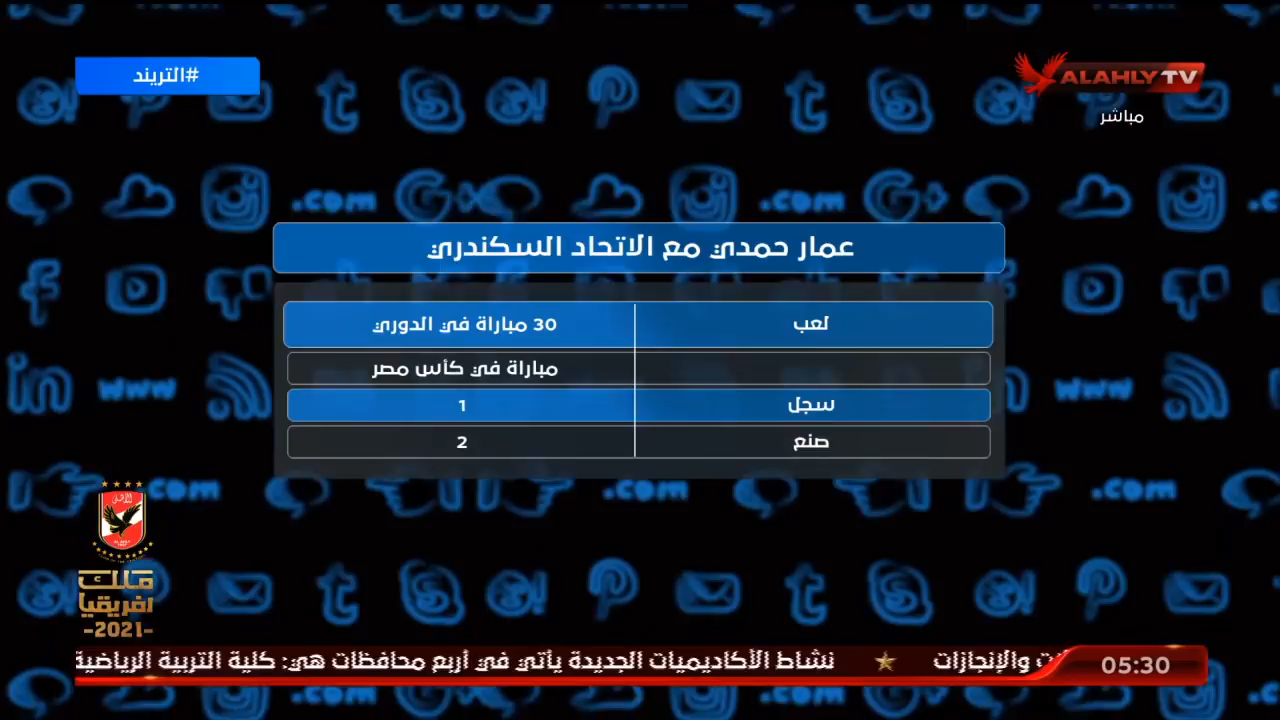 #التريند
ALAHLY TV
مباشر
عمار حمدي مع الاتحاد السكندري
لعب 30 مباراة في الدوري
مباراة في كأس مصر
سجل 1
صنع 2
ملك
افريقيا
-2021-
05:30 والإنجازات نشاط الأكاديميات الجديدة يأتي في أربع محافظات هي: كلية التربية الرياضية